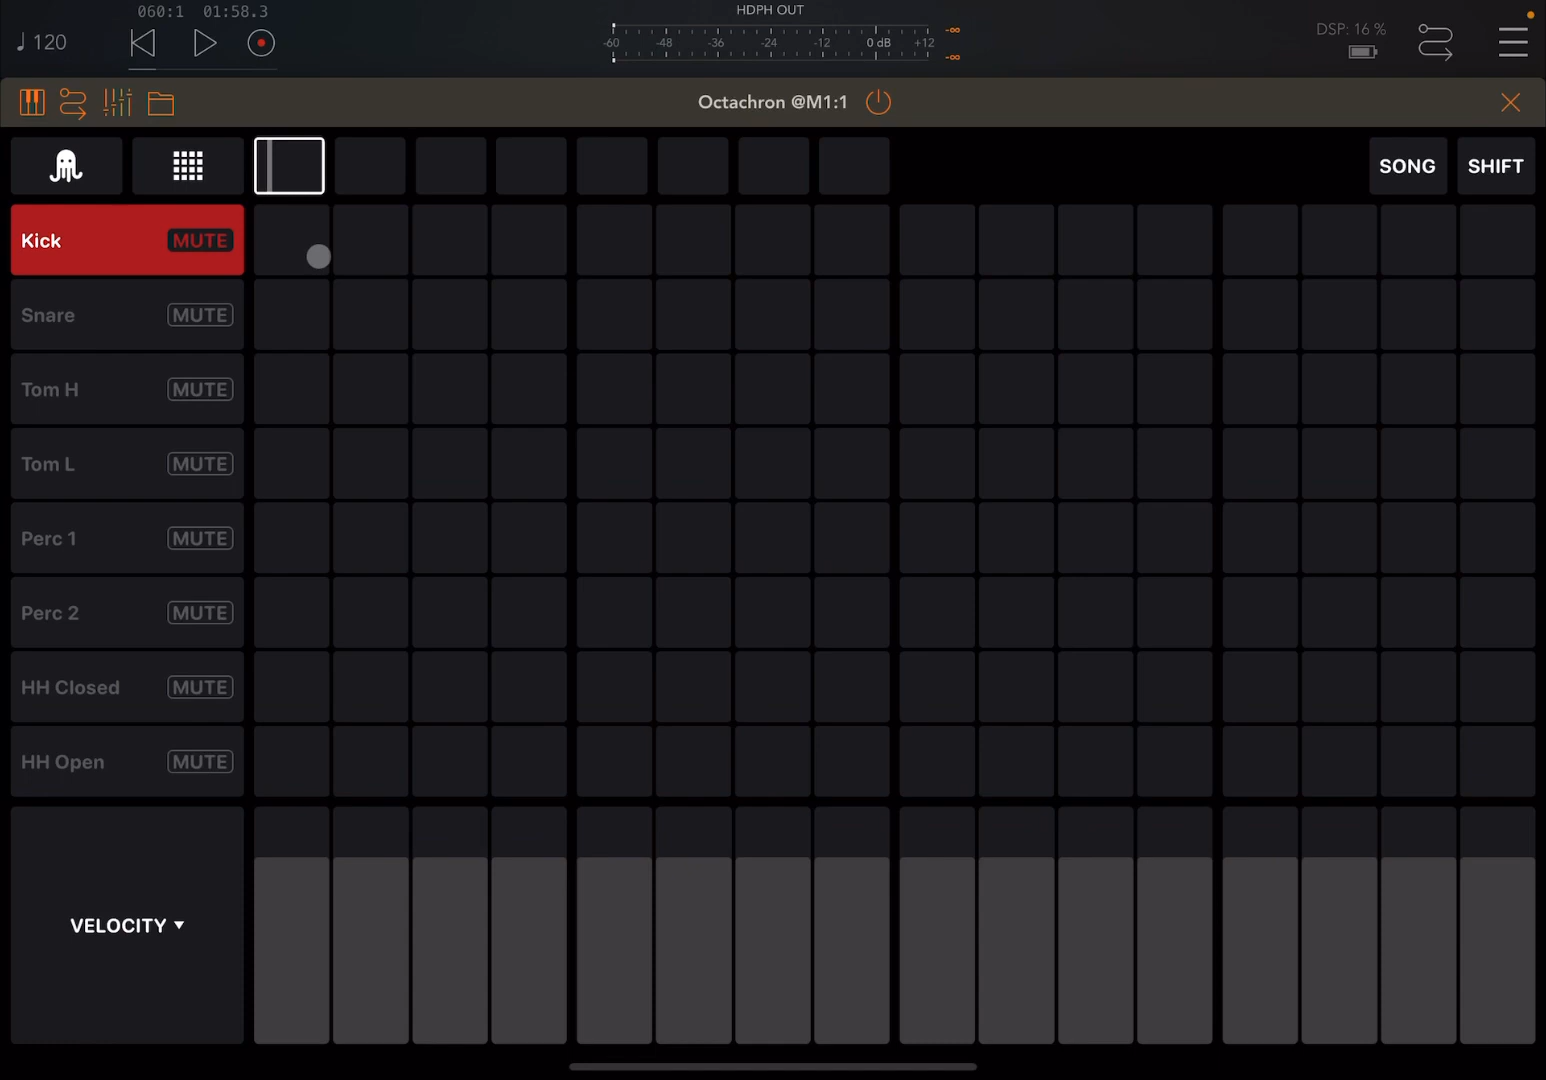 060:1 01:58.3
HDPH OUT
♩ 120
-60 -48 -36 -24 -12 0 dB +12
-∞
-∞
DSP: 16 %
Octachron @M1:1
SONG SHIFT
Kick MUTE
Snare MUTE
Tom H MUTE
Tom L MUTE
Perc 1 MUTE
Perc 2 MUTE
HH Closed MUTE
HH Open MUTE
VELOCITY ▼